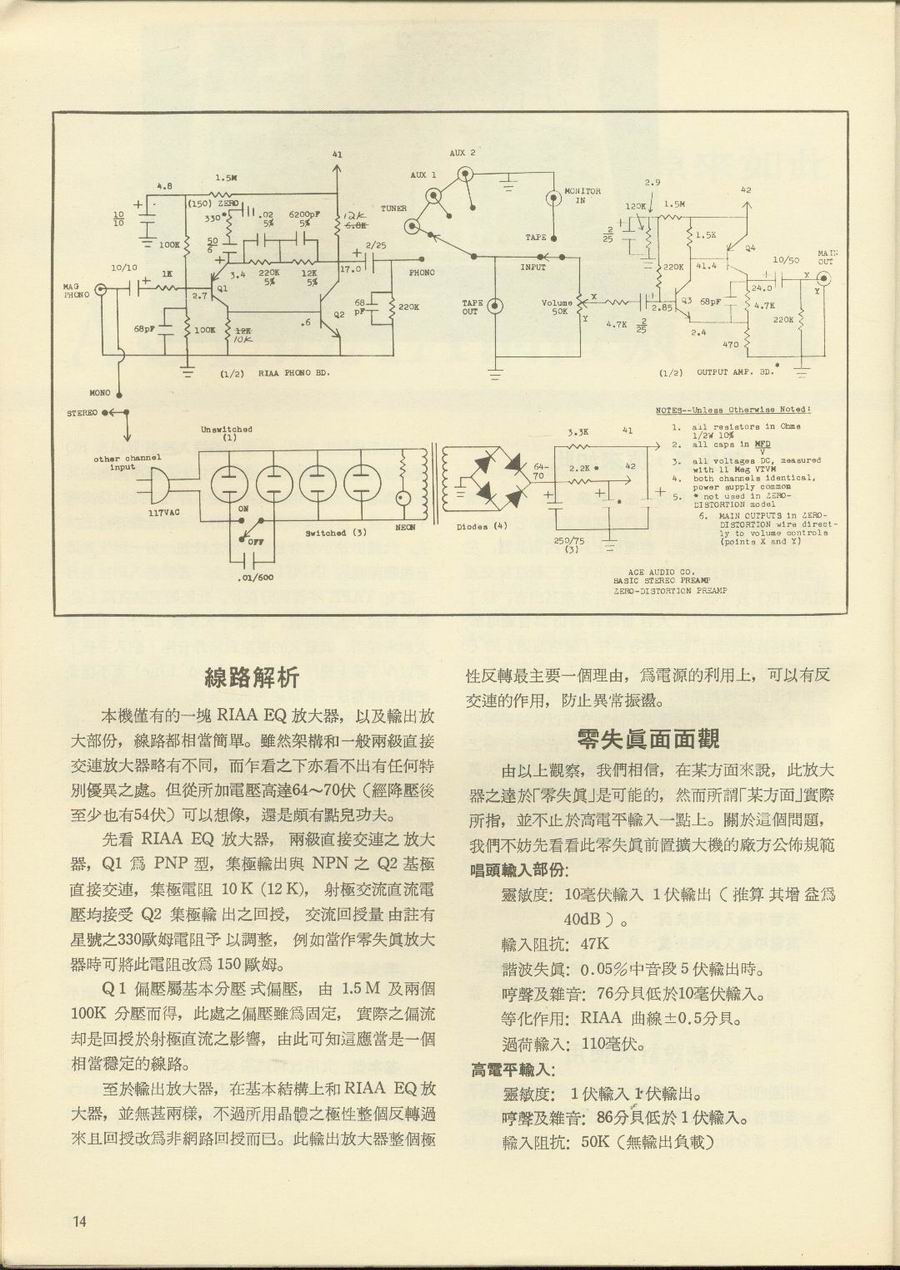 41
AUX 2
AUX 1
TUNER
MONITOR
IN
TAPE
INPUT
PHONO
TAPE
OUT
Volume
50K
X
Y
4.8
1.5M
(150) ZERO
330*
.02
5%
6200pF
5%
12K
6.8K
10
10
100K
50
6
10/10
1K
3.4
220K
5%
12K
5%
17.0
2/25
MAG
PHONO
2.7
Q1
68pF
100K
12K
10K
.6
Q2
68
pF
220K
(1/2) RIAA PHONO BD.
2.9
120K
1.5M
42
2
25
1.5K
Q4
220K
41.4
10/50
MAIN
OUT
X
Y
24.0
2.85
Q3
68pF
4.7K
4.7K
2
25
2.4
470
220K
(1/2) OUTPUT AMP. BD.*
MONO
STEREO
other channel
input
Unswitched
(1)
117VAC
ON
OFF
Switched (3)
NEON
.01/600
Diodes (4)
64-
70
3.3K
41
2.2K *
42
250/75
(3)
NOTES--Unless Otherwise Noted:
1. all resistors in Ohms
1/2W 10%
2. all caps in MFD
V
3. all voltages DC, measured
with 11 Meg VTVM
4. both channels identical,
power supply common
5. * not used in ZERO-
DISTORTION model
6. MAIN OUTPUTS in ZERO-
DISTORTION wire direct-
ly to volume controls
(points X and Y)
ACE AUDIO CO.
BASIC STEREO PREAMP
ZERO-DISTORTION PREAMP
線路解析
本機僅有的一塊 RIAA EQ 放大器，以及輸出放
大部份，線路都相當簡單。雖然架構和一般兩級直接
交連放大器略有不同，而乍看之下亦看不出有任何特
別優異之處。但從所加電壓高達64～70伏（經降壓後
至少也有54伏）可以想像，還是頗有點兒功夫。
先看 RIAA EQ 放大器，兩級直接交連之放大
器，Q1 爲 PNP 型，集極輸出與 NPN 之 Q2 基極
直接交連，集極電阻 10 K (12 K)，射極交流直流電
壓均接受 Q2 集極輸出之回授，交流回授量由註有
星號之330歐姆電阻予以調整，例如當作零失眞放大
器時可將此電阻改爲 150 歐姆。
Q 1 偏壓屬基本分壓式偏壓，由 1.5 M 及兩個
100K 分壓而得，此處之偏壓雖爲固定，實際之偏流
却是回授於射極直流之影響，由此可知這應當是一個
相當穩定的線路。
至於輸出放大器，在基本結構上和 RIAA EQ 放
大器，並無甚兩樣，不過所用晶體之極性整個反轉過
來且回授改爲非網路回授而已。此輸出放大器整個極
性反轉最主要一個理由，爲電源的利用上，可以有反
交連的作用，防止異常振盪。
零失眞面面觀
由以上觀察，我們相信，在某方面來說，此放大
器之達於「零失眞」是可能的，然而所謂「某方面」實際
所指，並不止於高電平輸入一點上。關於這個問題，
我們不妨先看看此零失眞前置擴大機的廠方公佈規範
唱頭輸入部份：
靈敏度：10毫伏輸入 1 伏輸出（推算其增益爲
40dB）。
輸入阻抗：47K
諧波失眞：0.05％中音段 5 伏輸出時。
哼聲及雜音：76分貝低於10毫伏輸入。
等化作用：RIAA 曲線±0.5分貝。
過荷輸入：110毫伏。
高電平輸入：
靈敏度：1 伏輸入 1 伏輸出。
哼聲及雜音：86分貝低於 1 伏輸入。
輸入阻抗：50K（無輸出負載）
14